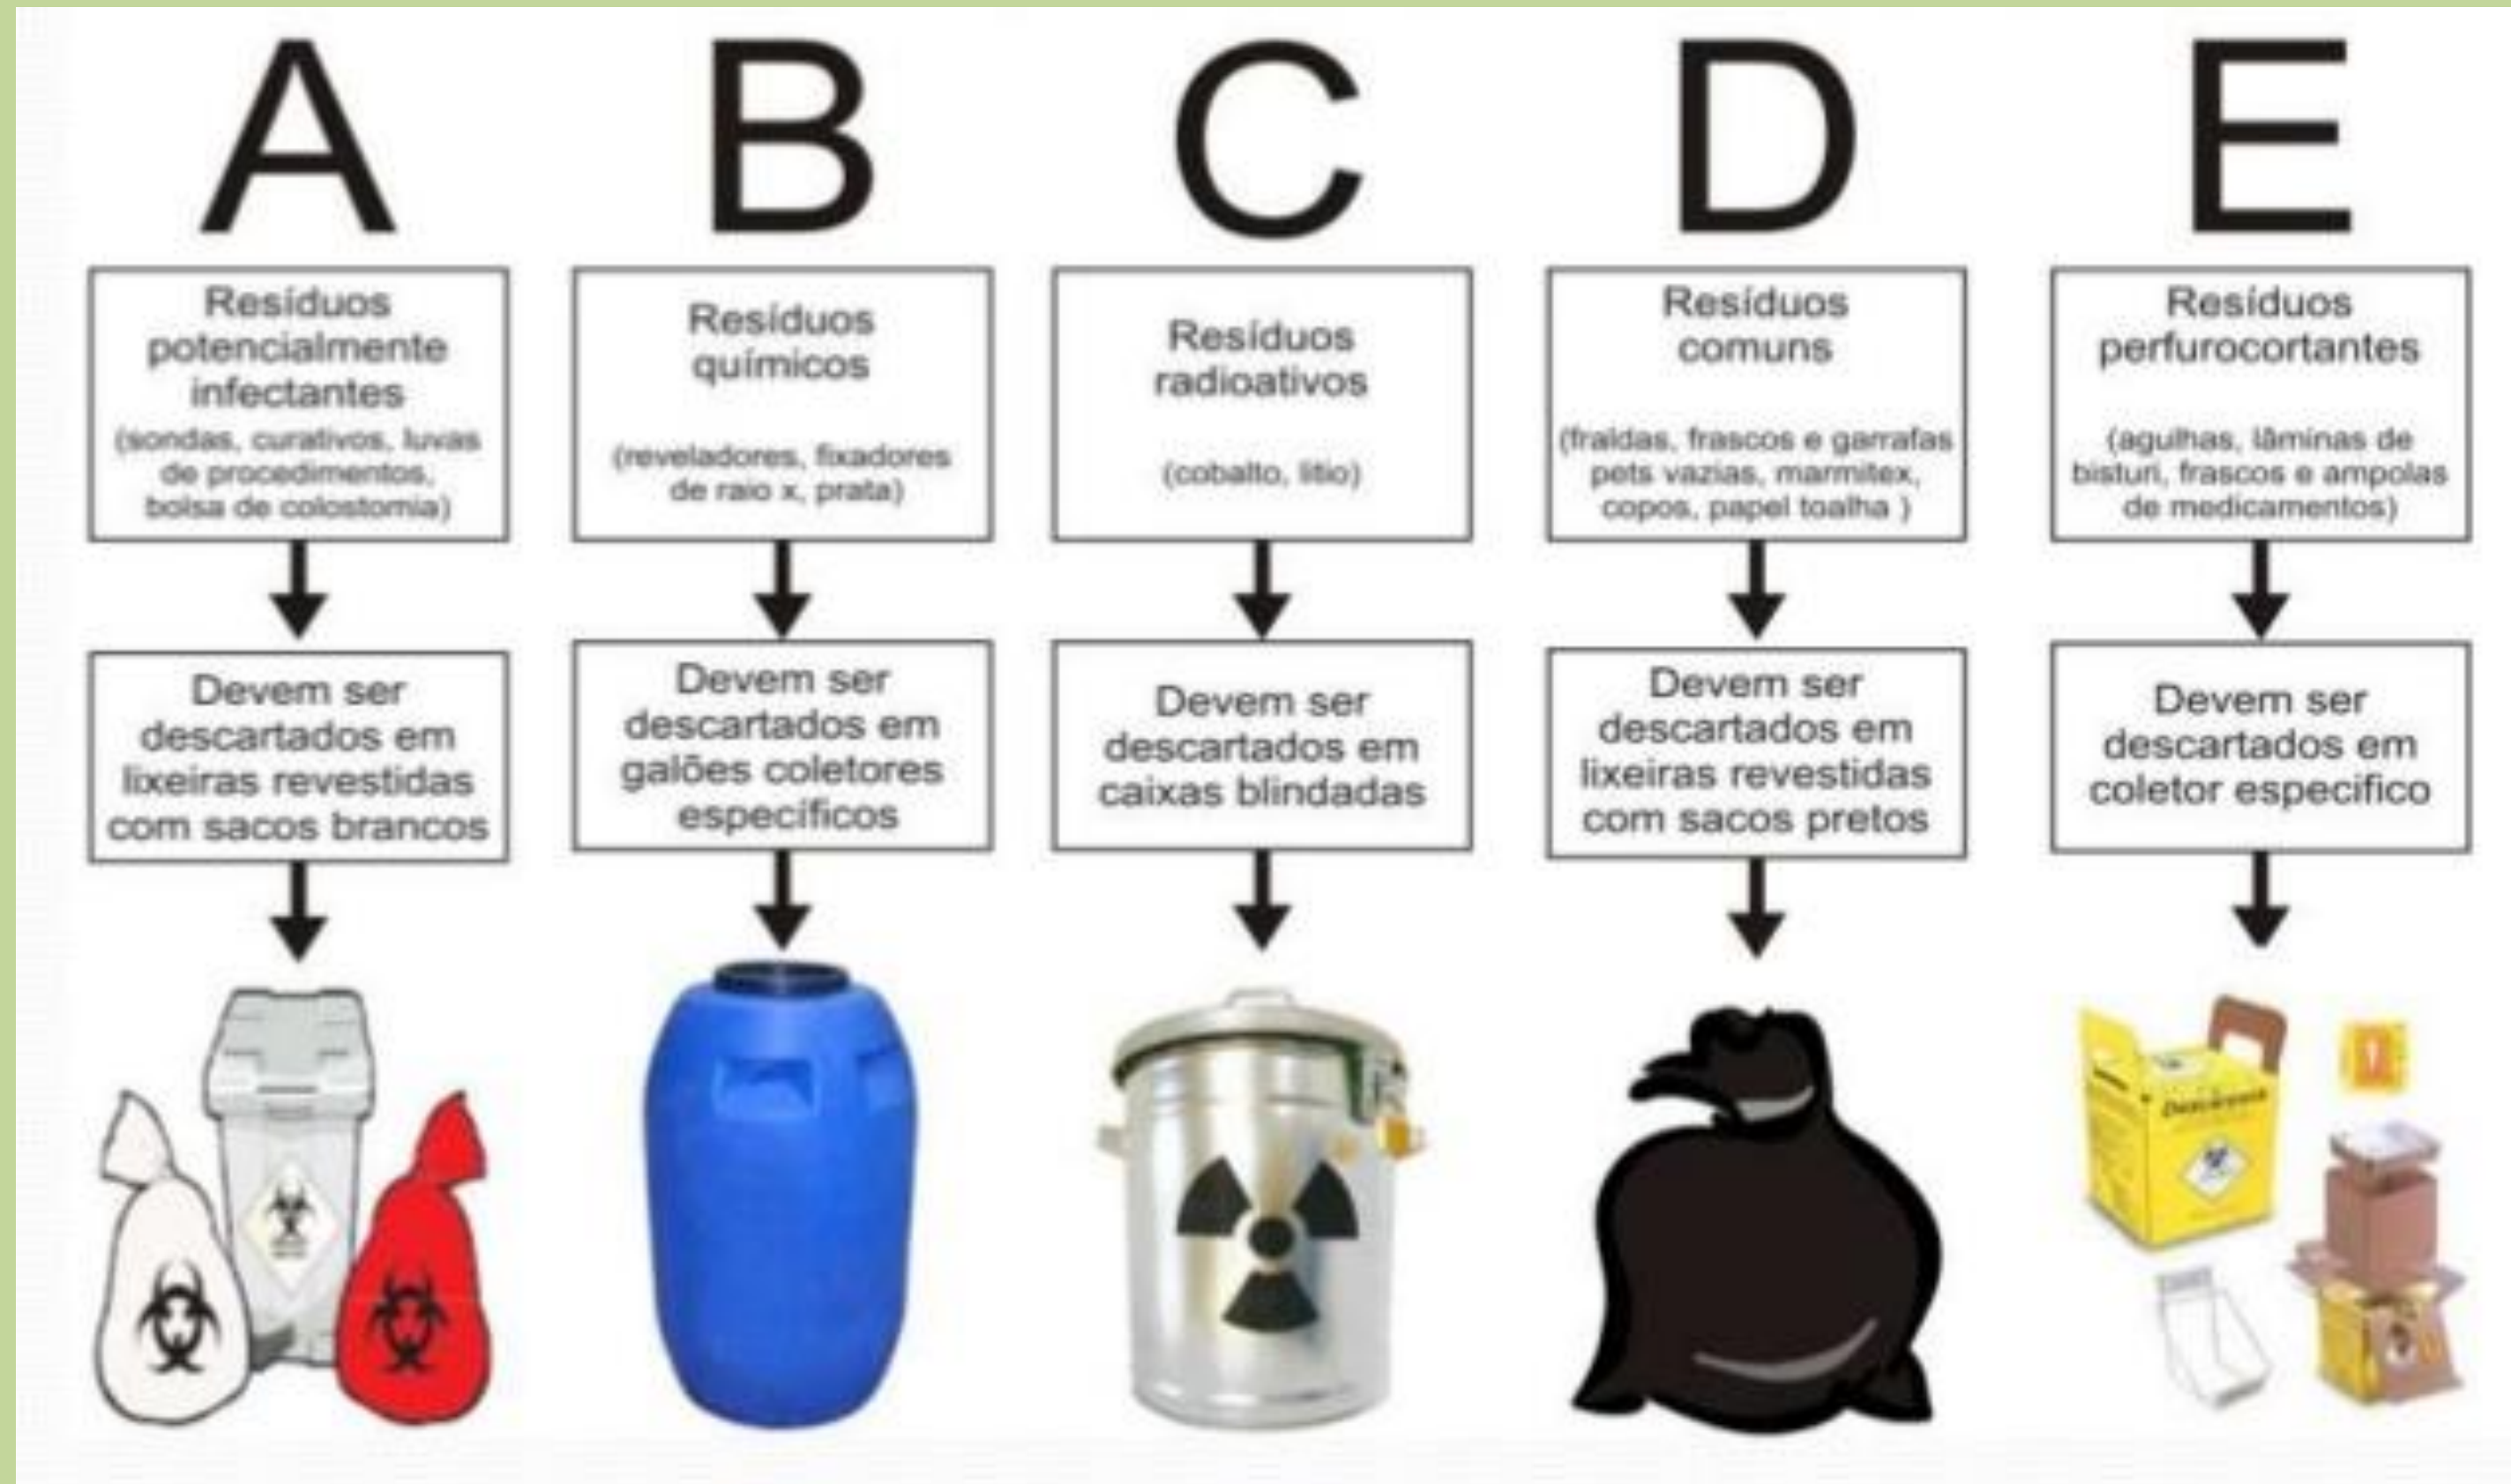 A
Resíduos
potencialmente
infectantes
(sondas, curativos, luvas
de procedimentos,
bolsa de colostomia)
Devem ser
descartados em
lixeiras revestidas
com sacos brancos
B
Resíduos
químicos
(reveladores, fixadores
de raio x, prata)
Devem ser
descartados em
galões coletores
específicos
C
Resíduos
radioativos
(cobalto, lítio)
Devem ser
descartados em
caixas blindadas
D
Resíduos
comuns
(fraldas, frascos e garrafas
pets vazias, marmitex,
copos, papel toalha )
Devem ser
descartados em
lixeiras revestidas
com sacos pretos
E
Resíduos
perfurocortantes
(agulhas, lâminas de
bisturi, frascos e ampolas
de medicamentos)
Devem ser
descartados em
coletor específico